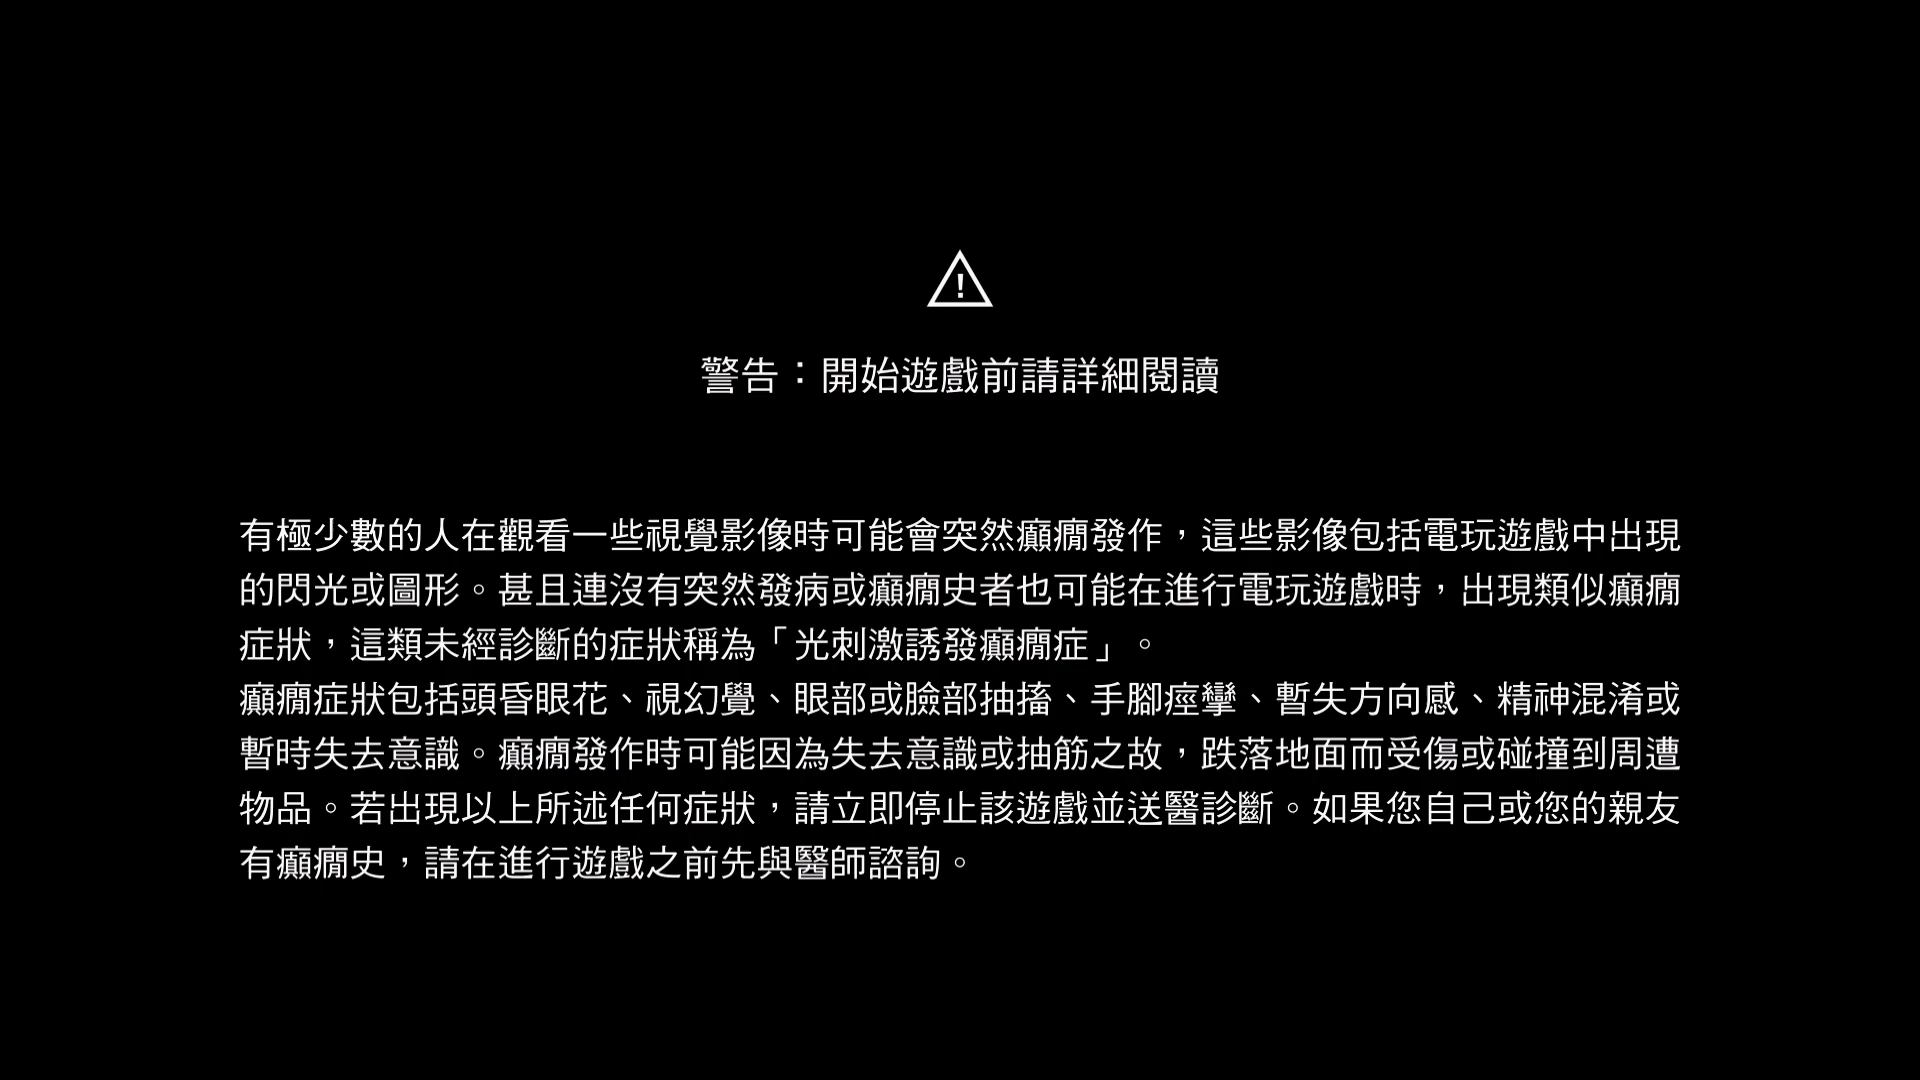 警告：開始遊戲前請詳細閱讀
有極少數的人在觀看一些視覺影像時可能會突然癲癇發作，這些影像包括電玩遊戲中出現
的閃光或圖形。甚且連沒有突然發病或癲癇史者也可能在進行電玩遊戲時，出現類似癲癇
症狀，這類未經診斷的症狀稱為「光刺激誘發癲癇症」。
癲癇症狀包括頭昏眼花、視幻覺、眼部或臉部抽搐、手腳痙攣、暫失方向感、精神混淆或
暫時失去意識。癲癇發作時可能因為失去意識或抽筋之故，跌落地面而受傷或碰撞到周遭
物品。若出現以上所述任何症狀，請立即停止該遊戲並送醫診斷。如果您自己或您的親友
有癲癇史，請在進行遊戲之前先與醫師諮詢。